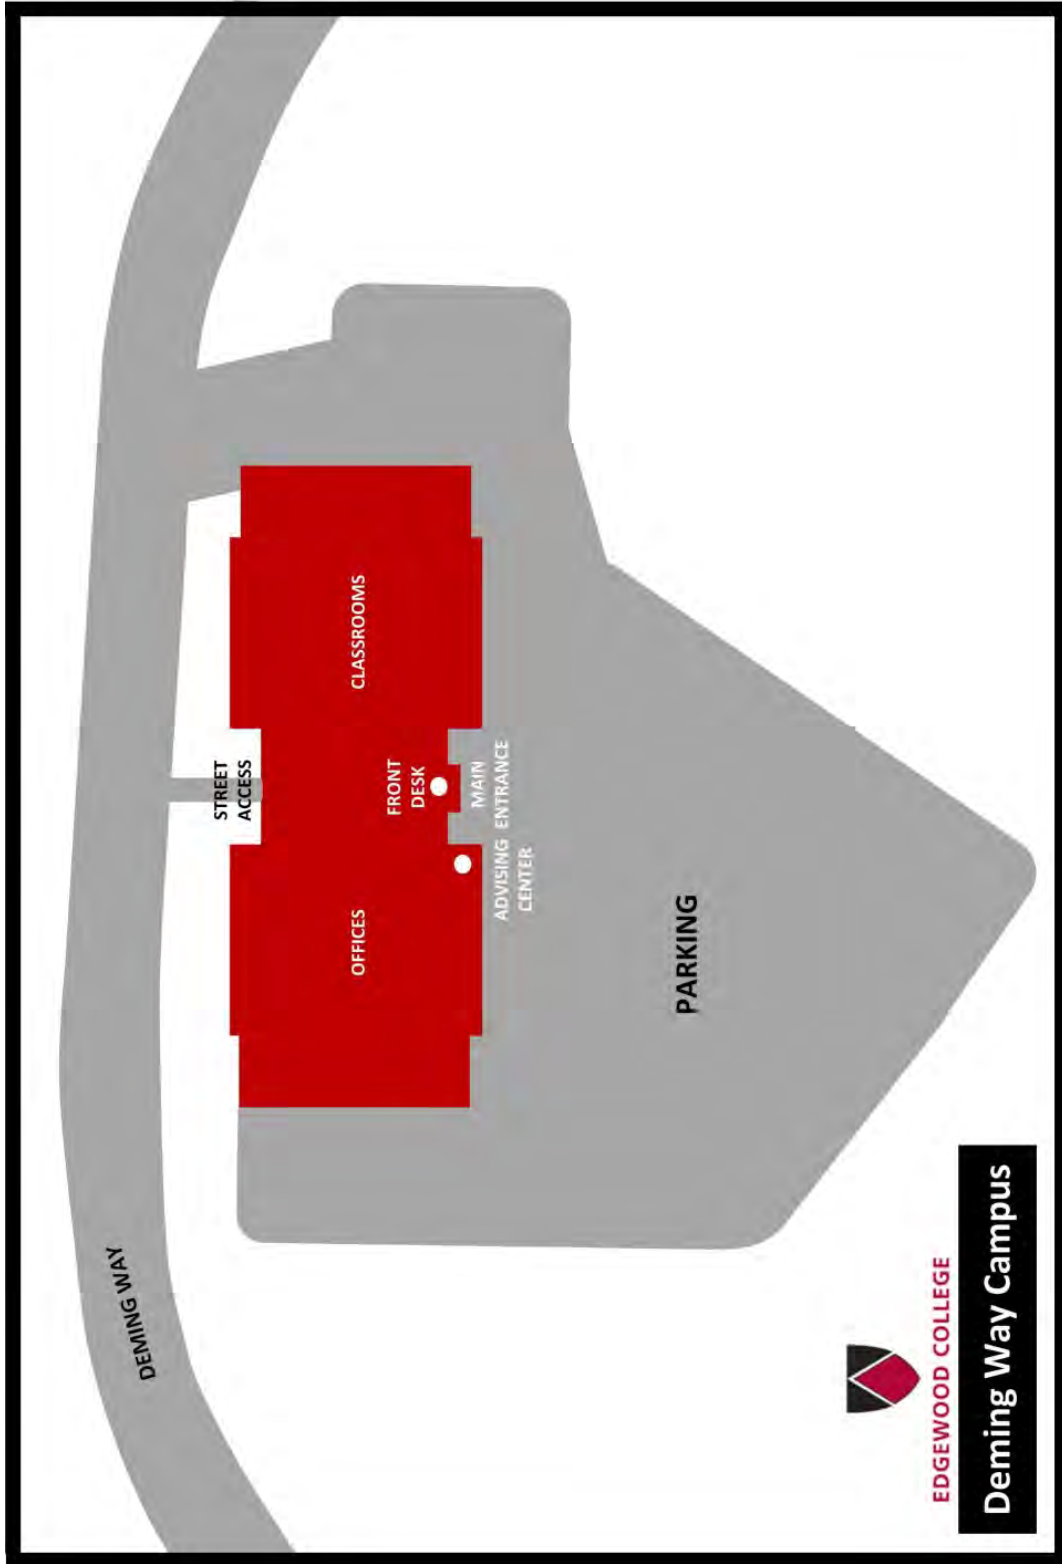 DEMING WAY
STREET
ACCESS
OFFICES
CLASSROOMS
FRONT
DESK
MAIN
ENTRANCE
ADVISING
CENTER
PARKING
EDGEWOOD COLLEGE
Deming Way Campus